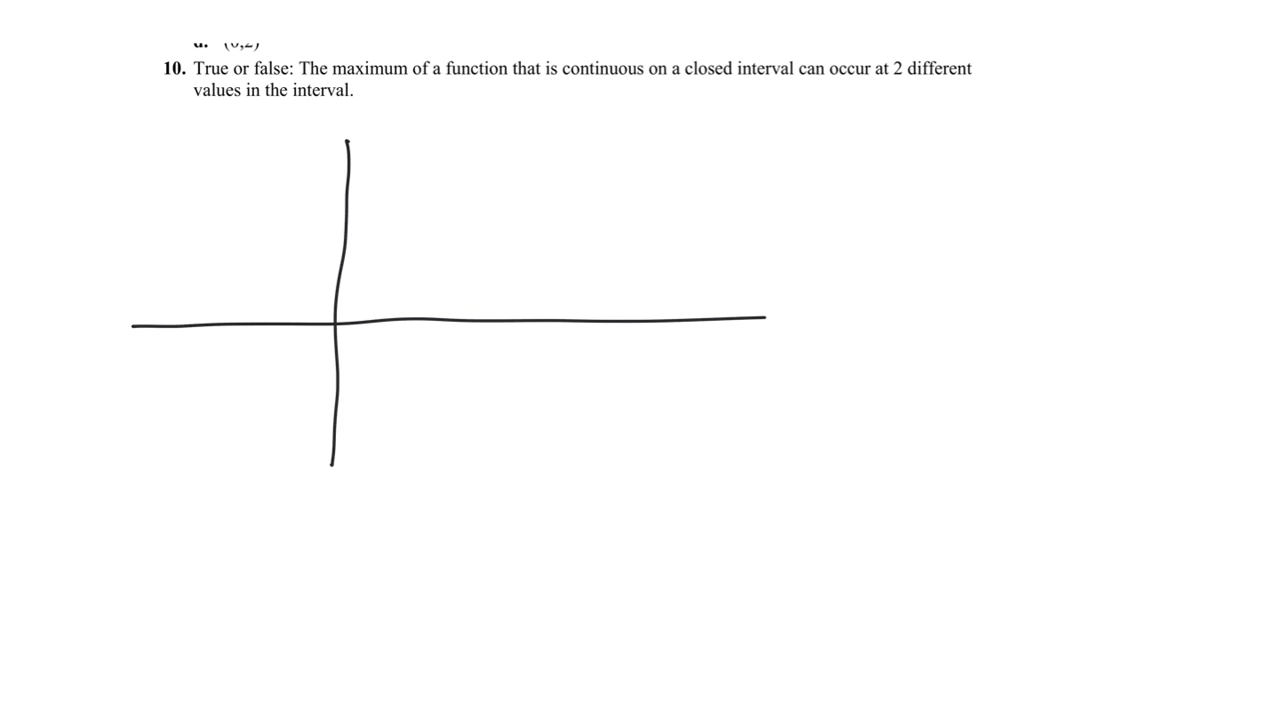 10. True or false: The maximum of a function that is continuous on a closed interval can occur at 2 different
values in the interval.